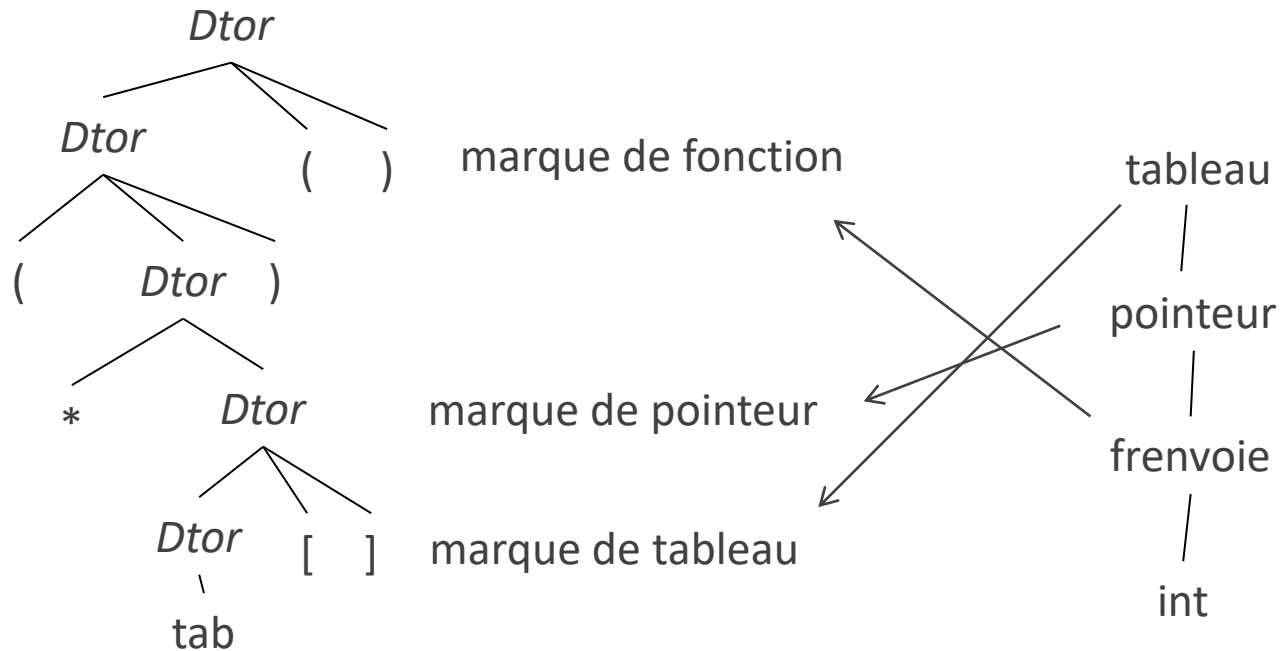 Dtor
Dtor
( ) marque de fonction
tableau
( Dtor )
pointeur
* Dtor
marque de pointeur
frenvoie
Dtor [ ] marque de tableau
int
tab